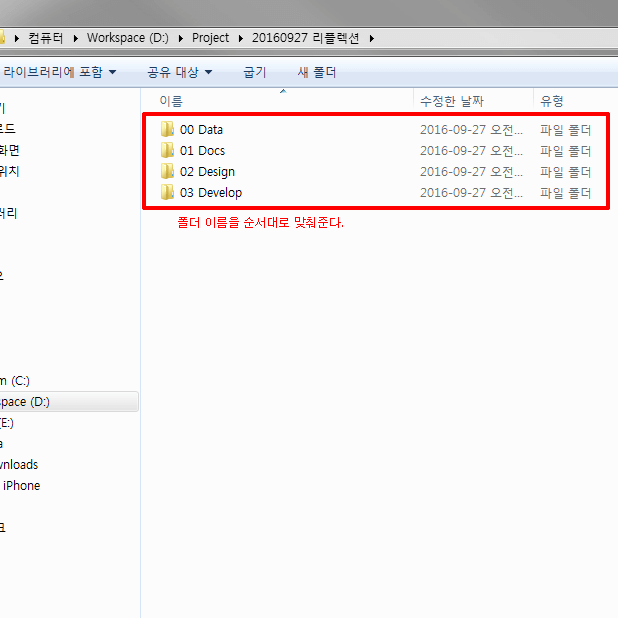 컴퓨터 Workspace (D:) Project 20160927 리플렉션
라이브러리에 포함 공유 대상 굽기 새 폴더
이름 수정한 날짜 유형
00 Data 2016-09-27 오전... 파일 폴더
01 Docs 2016-09-27 오전... 파일 폴더
02 Design 2016-09-27 오전... 파일 폴더
03 Develop 2016-09-27 오전... 파일 폴더
폴더 이름을 순서대로 맞춰준다.
기
로드
화면
위치
러리
오
m (C:)
space (D:)
(E:)
a
wnloads
iPhone
크